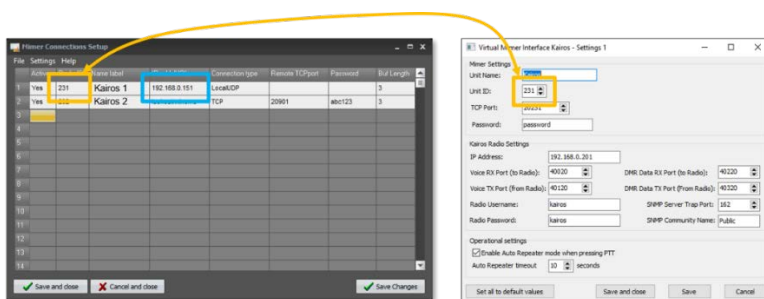 Mimer Connections Setup
File Settings Help
Name label Connection type Remote TCPport Password Buf Length
1 Yes 231 Kairos 1 192.168.0.151 LocalUDP 3
2 Yes Kairos 2 TCP 20901 abc123 3
3
4
5
6
7
8
9
10
11
12
13
14
Save and close Cancel and close Save Changes
Virtual Mimer Interface Kairos - Settings 1
Mimer Settings
Unit Name:
Unit ID: 231
TCP Port:
Password: password
Kairos Radio Settings
IP Address: 192.168.0.201
Voice RX Port (to Radio): 40020 DMR Data RX Port (to Radio): 40220
Voice TX Port (from Radio): 40120 DMR Data TX Port (From Radio): 40320
Radio Username: kairos SNMP Server Trap Port: 162
Radio Password: kairos SNMP Community Name: Public
Operational settings
Enable Auto Repeater mode when pressing PTT
Auto Repeater timeout 10 seconds
Set all to default values Save and close Save Cancel